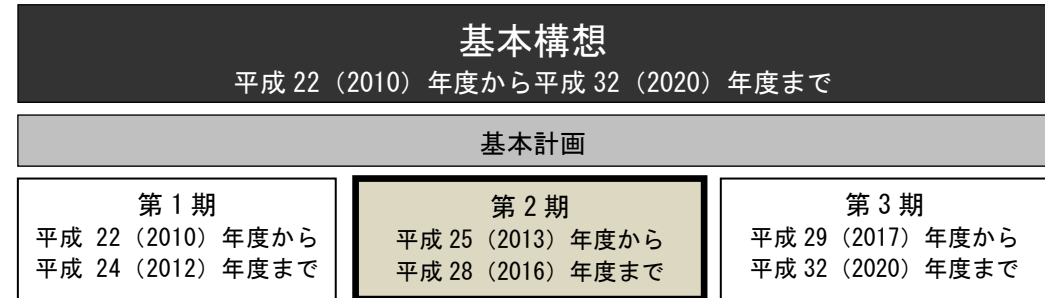 基本構想
平成 22（2010）年度から平成 32（2020）年度まで
基本計画
第１期
平成 22（2010）年度から
平成 24（2012）年度まで
第２期
平成 25（2013）年度から
平成 28（2016）年度まで
第３期
平成 29（2017）年度から
平成 32（2020）年度まで